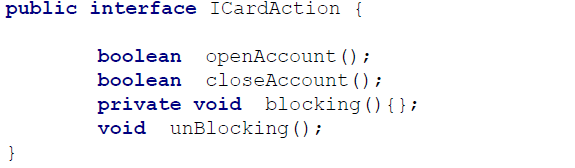 public interface ICardAction {
boolean openAccount();
boolean closeAccount();
private void blocking(){};
void unBlocking();
}